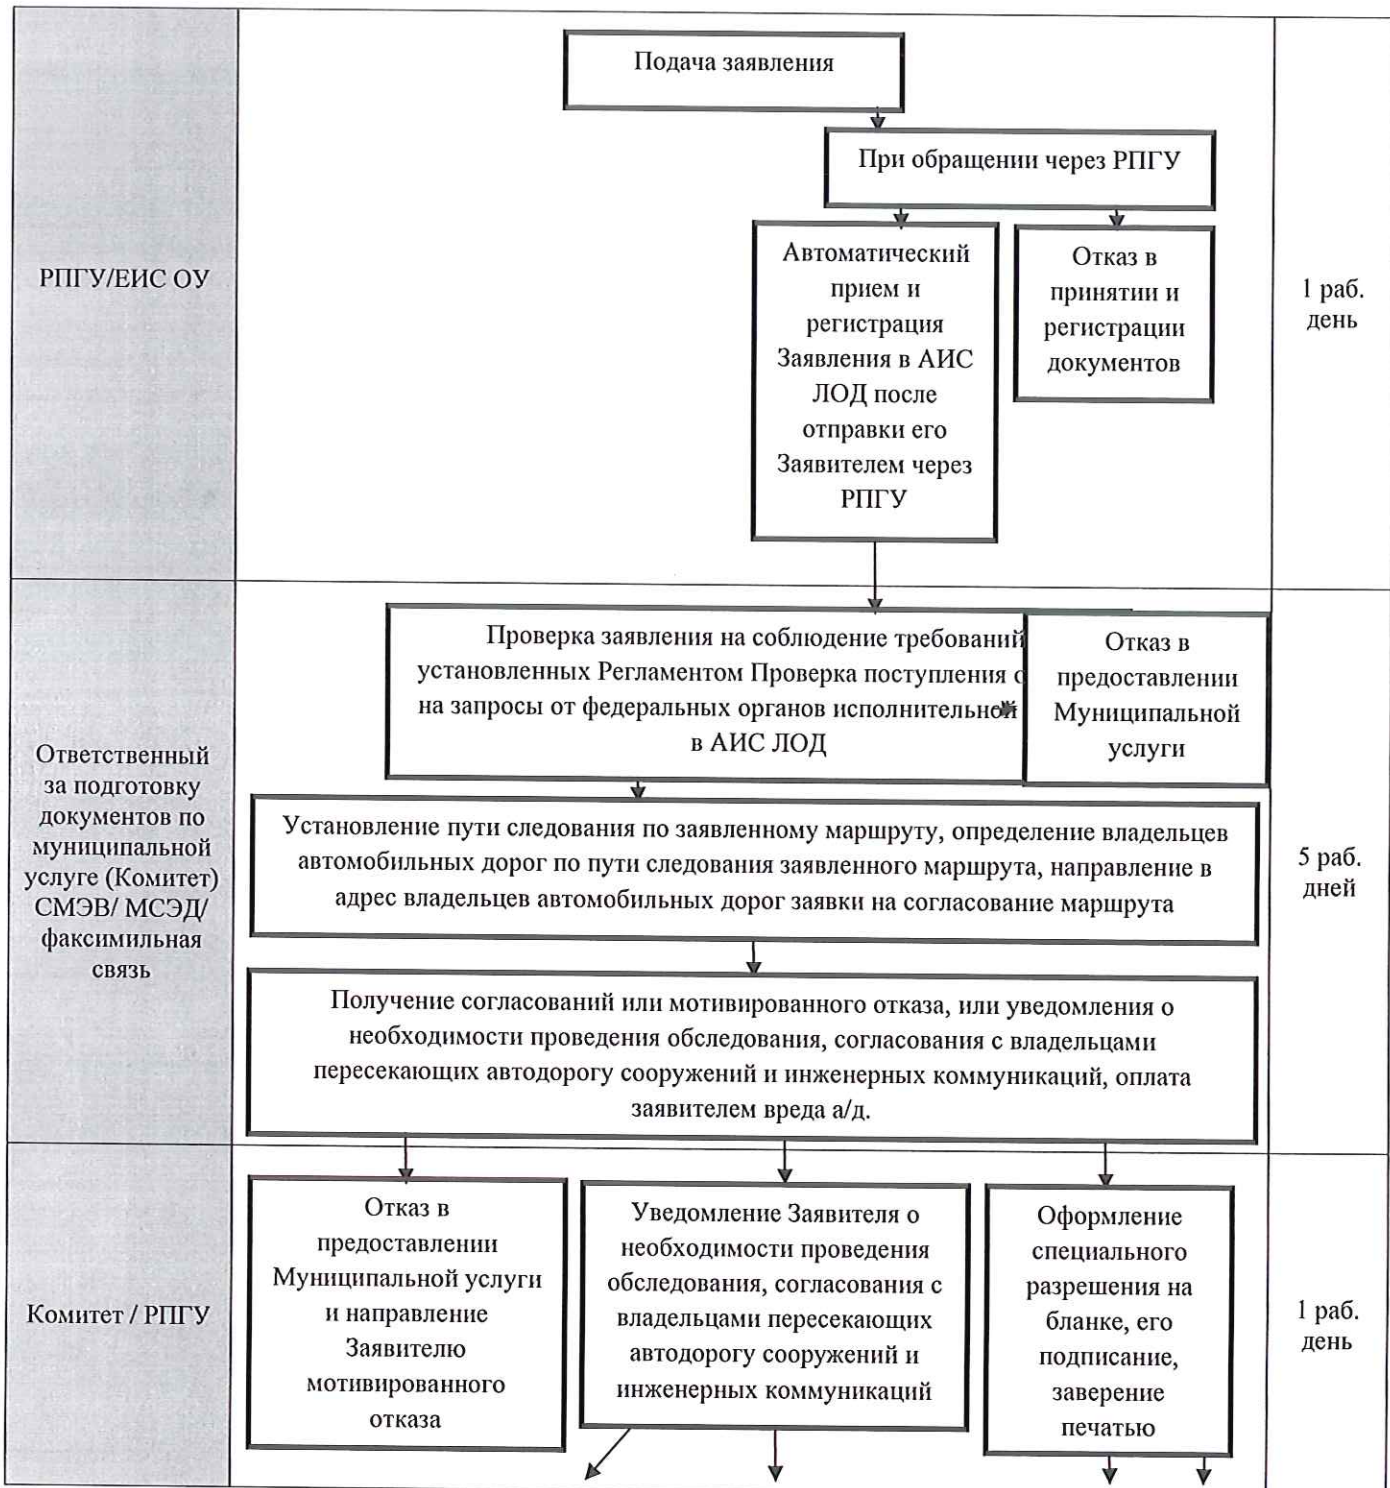 Подача заявления
При обращении через РПГУ
РПГУ/ЕИС ОУ
Автоматический
прием и
регистрация
Заявления в АИС
ЛОД после
отправки его
Заявителем через
РПГУ
Отказ в
принятии и
регистрации
документов
1 раб.
день
Ответственный
за подготовку
документов по
муниципальной
услуге (Комитет)
СМЭВ/ МСЭД/
факсимильная
связь
Проверка заявления на соблюдение требований
установленных Регламентом Проверка поступления о
на запросы от федеральных органов исполнительной
в АИС ЛОД
Отказ в
предоставлении
Муниципальной
услуги
Установление пути следования по заявленному маршруту, определение владельцев
автомобильных дорог по пути следования заявленного маршрута, направление в
адрес владельцев автомобильных дорог заявки на согласование маршрута
Получение согласований или мотивированного отказа, или уведомления о
необходимости проведения обследования, согласования с владельцами
пересекающих автодорогу сооружений и инженерных коммуникаций, оплата
заявителем вреда а/д.
5 раб.
дней
Комитет / РПГУ
Отказ в
предоставлении
Муниципальной услуги
и направление
Заявителю
мотивированного
отказа
Уведомление Заявителя о
необходимости проведения
обследования, согласования с
владельцами пересекающих
автодорогу сооружений и
инженерных коммуникаций
Оформление
специального
разрешения на
бланке, его
подписание,
заверение
печатью
1 раб.
день